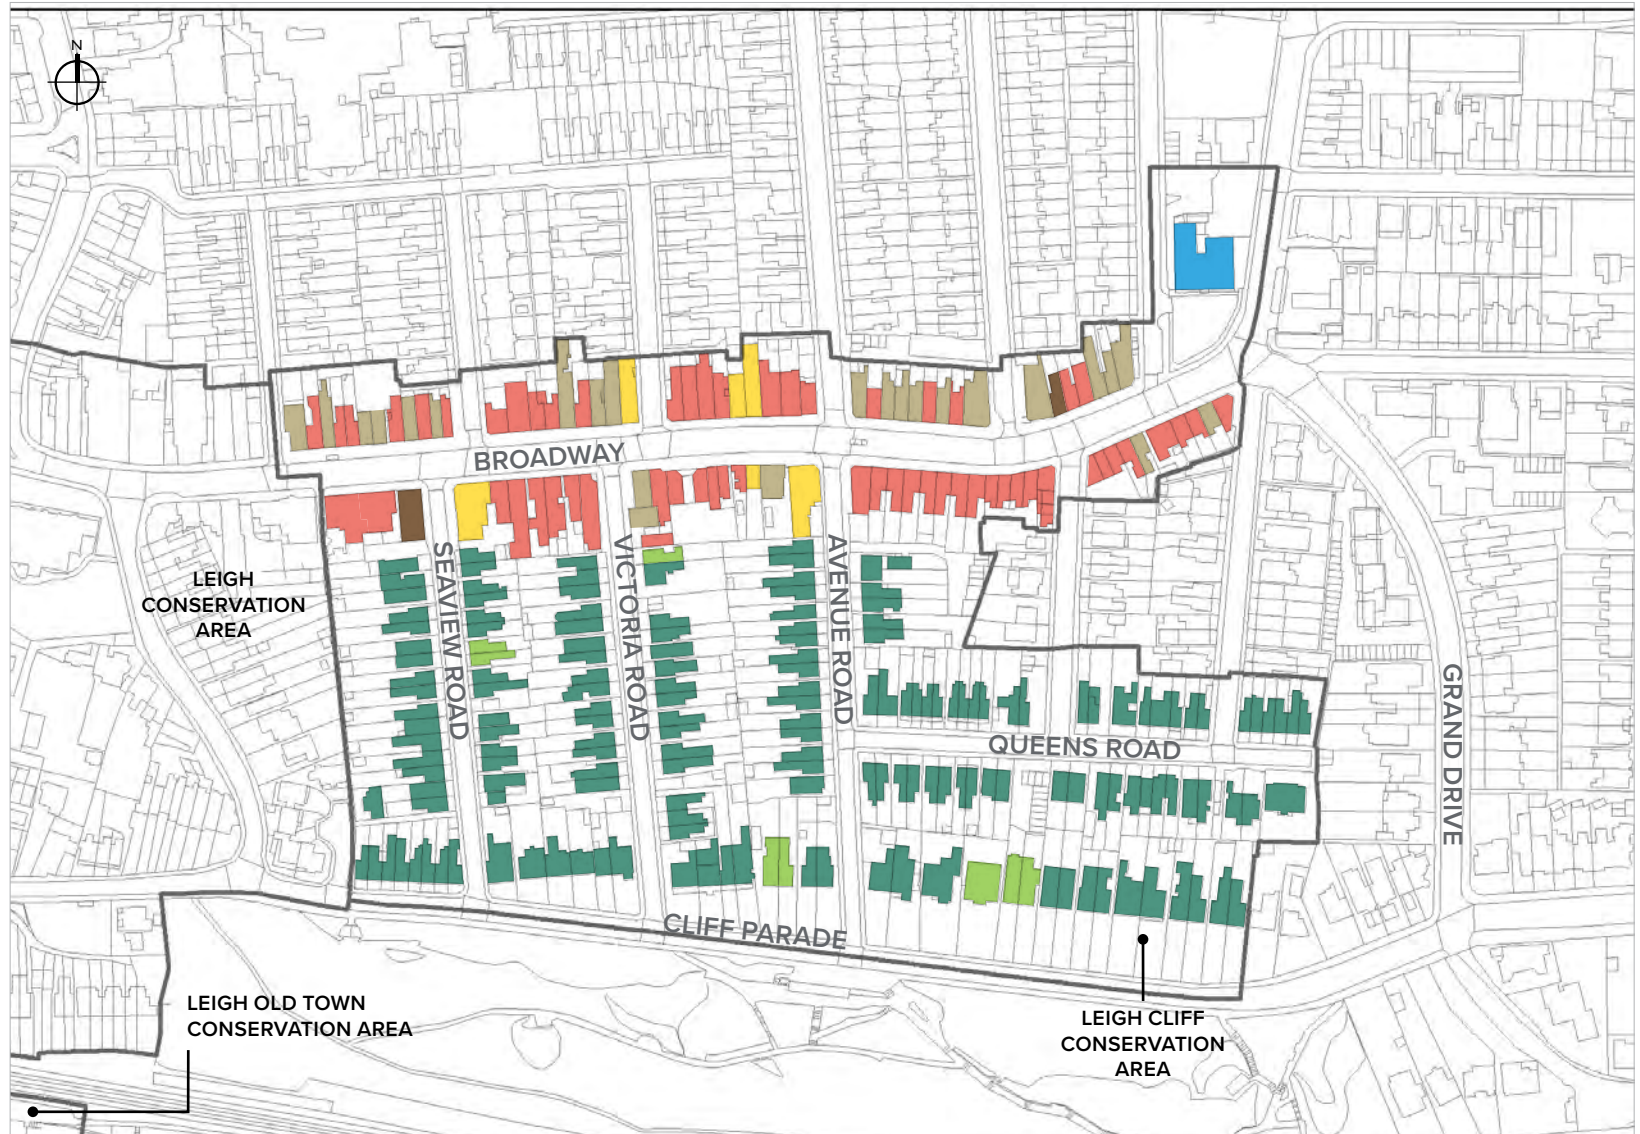 N
BROADWAY
SEAVIEW ROAD
VICTORIA ROAD
AVENUE ROAD
LEIGH
CONSERVATION
AREA
QUEENS ROAD
GRAND DRIVE
CLIFF PARADE
LEIGH OLD TOWN
CONSERVATION AREA
LEIGH CLIFF
CONSERVATION
AREA